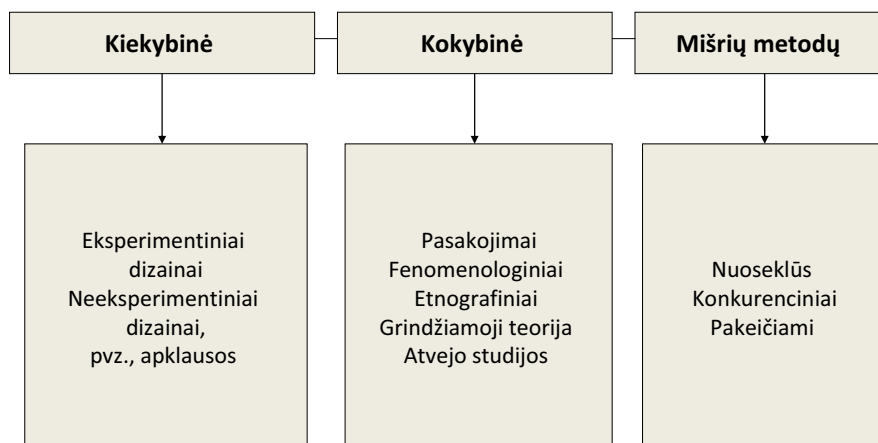 Kiekybinė
Kokybinė
Mišrių metodų
Eksperimentiniai
dizainai
Neeksperimentiniai
dizainai,
pvz., apklausos
Pasakojimai
Fenomenologiniai
Etnografiniai
Grindžiamoji teorija
Atvejo studijos
Nuoseklūs
Konkurenciniai
Pakeičiami